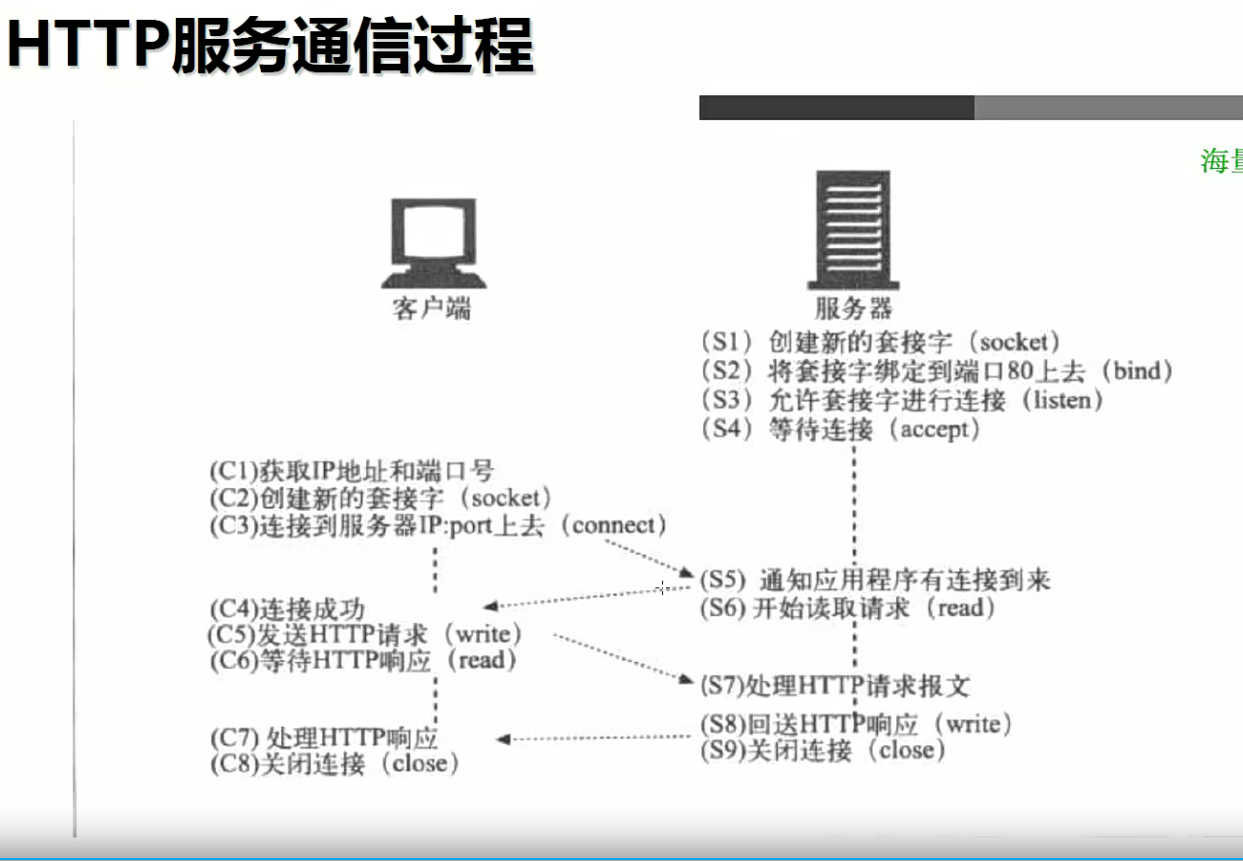 HTTP服务通信过程
海量
客户端
服务器
(S1) 创建新的套接字（socket）
(S2) 将套接字绑定到端口80上去（bind）
(S3) 允许套接字进行连接（listen）
(S4) 等待连接（accept）
(C1)获取IP地址和端口号
(C2)创建新的套接字（socket）
(C3)连接到服务器IP:port上去（connect）
(S5) 通知应用程序有连接到来
(S6) 开始读取请求（read）
(C4)连接成功
(C5)发送HTTP请求（write）
(C6)等待HTTP响应（read）
(S7)处理HTTP请求报文
(S8)回送HTTP响应（write）
(S9)关闭连接（close）
(C7) 处理HTTP响应
(C8)关闭连接（close）